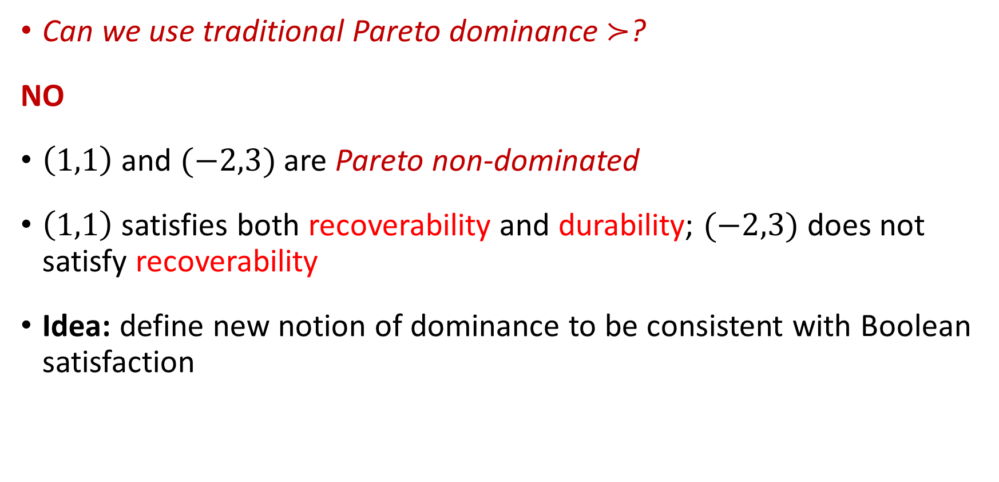 • Can we use traditional Pareto dominance ≻?
NO
• (1,1) and (−2,3) are Pareto non-dominated
• (1,1) satisfies both recoverability and durability; (−2,3) does not
satisfy recoverability
• Idea: define new notion of dominance to be consistent with Boolean
satisfaction